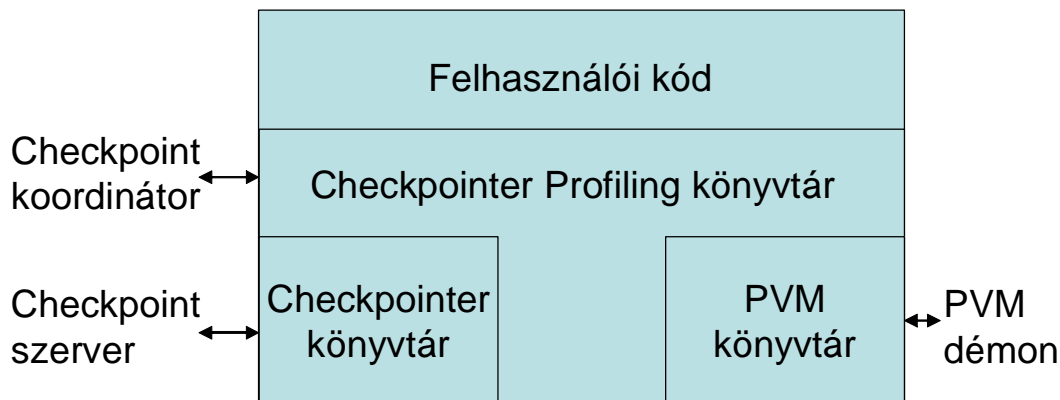 Felhasználói kód
Checkpoint
koordinátor
Checkpointer Profiling könyvtár
Checkpoint
szerver
Checkpointer
könyvtár
PVM
könyvtár
PVM
démon